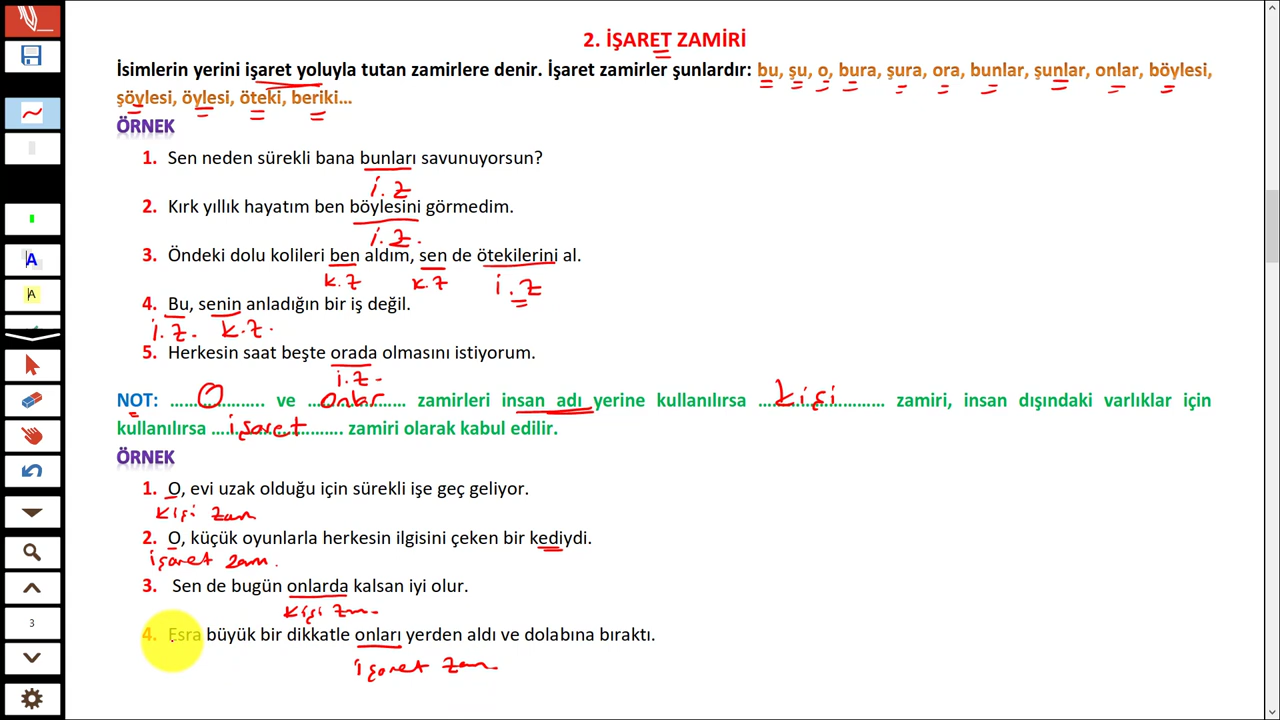 2. İŞARET ZAMİRİ
İsimlerin yerini işaret yoluyla tutan zamirlere denir. İşaret zamirler şunlardır: bu, şu, o, bura, şura, ora, bunlar, şunlar, onlar, böylesi,
şöylesi, öylesi, öteki, beriki...
ÖRNEK
1. Sen neden sürekli bana bunları savunuyorsun?
i.z
2. Kırk yıllık hayatım ben böylesini görmedim.
i.z.
3. Öndeki dolu kolileri ben aldım, sen de ötekilerini al.
k.z k.z i.z
4. Bu, senin anladığın bir iş değil.
i.z. k.z.
5. Herkesin saat beşte orada olmasını istiyorum.
i.z.
NOT: ......O............ ve ...onlar...... zamirleri insan adı yerine kullanılırsa ....kişi........ zamiri, insan dışındaki varlıklar için
kullanılırsa ....işaret........ zamiri olarak kabul edilir.
ÖRNEK
1. O, evi uzak olduğu için sürekli işe geç geliyor.
kişi zam
2. O, küçük oyunlarla herkesin ilgisini çeken bir kediydi.
işaret zam.
3. Sen de bugün onlarda kalsan iyi olur.
kişi zm.
4. Esra büyük bir dikkatle onları yerden aldı ve dolabına bıraktı.
işaret zam
A
A
3